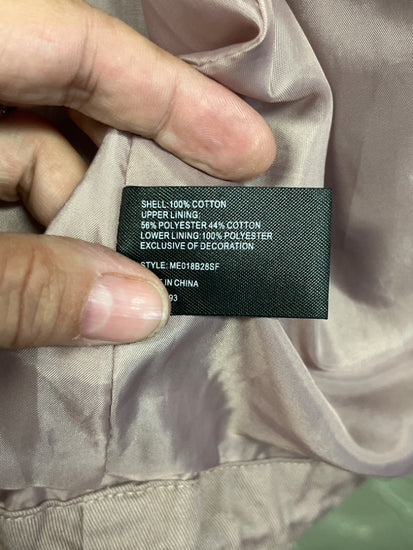 SHELL:100% COTTON
UPPER LINING:
56% POLYESTER 44% COTTON
LOWER LINING:100% POLYESTER
EXCLUSIVE OF DECORATION
STYLE: ME018B28SF
IN CHINA
93